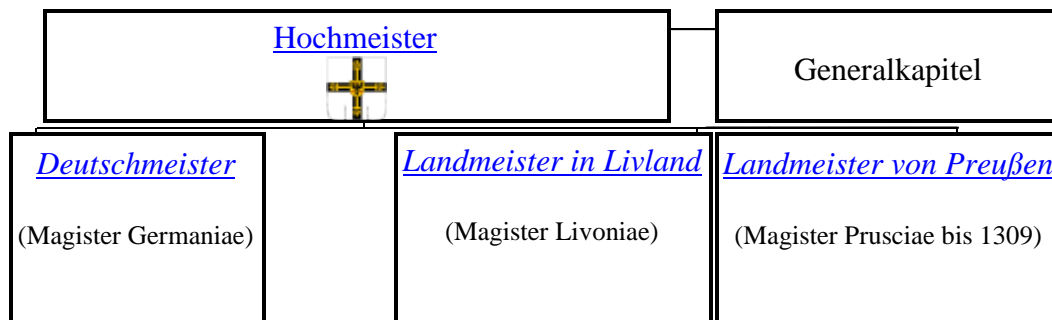 Hochmeister
Generalkapitel
Deutschmeister
(Magister Germaniae)
Landmeister in Livland
(Magister Livoniae)
Landmeister von Preußen
(Magister Prusciae bis 1309)